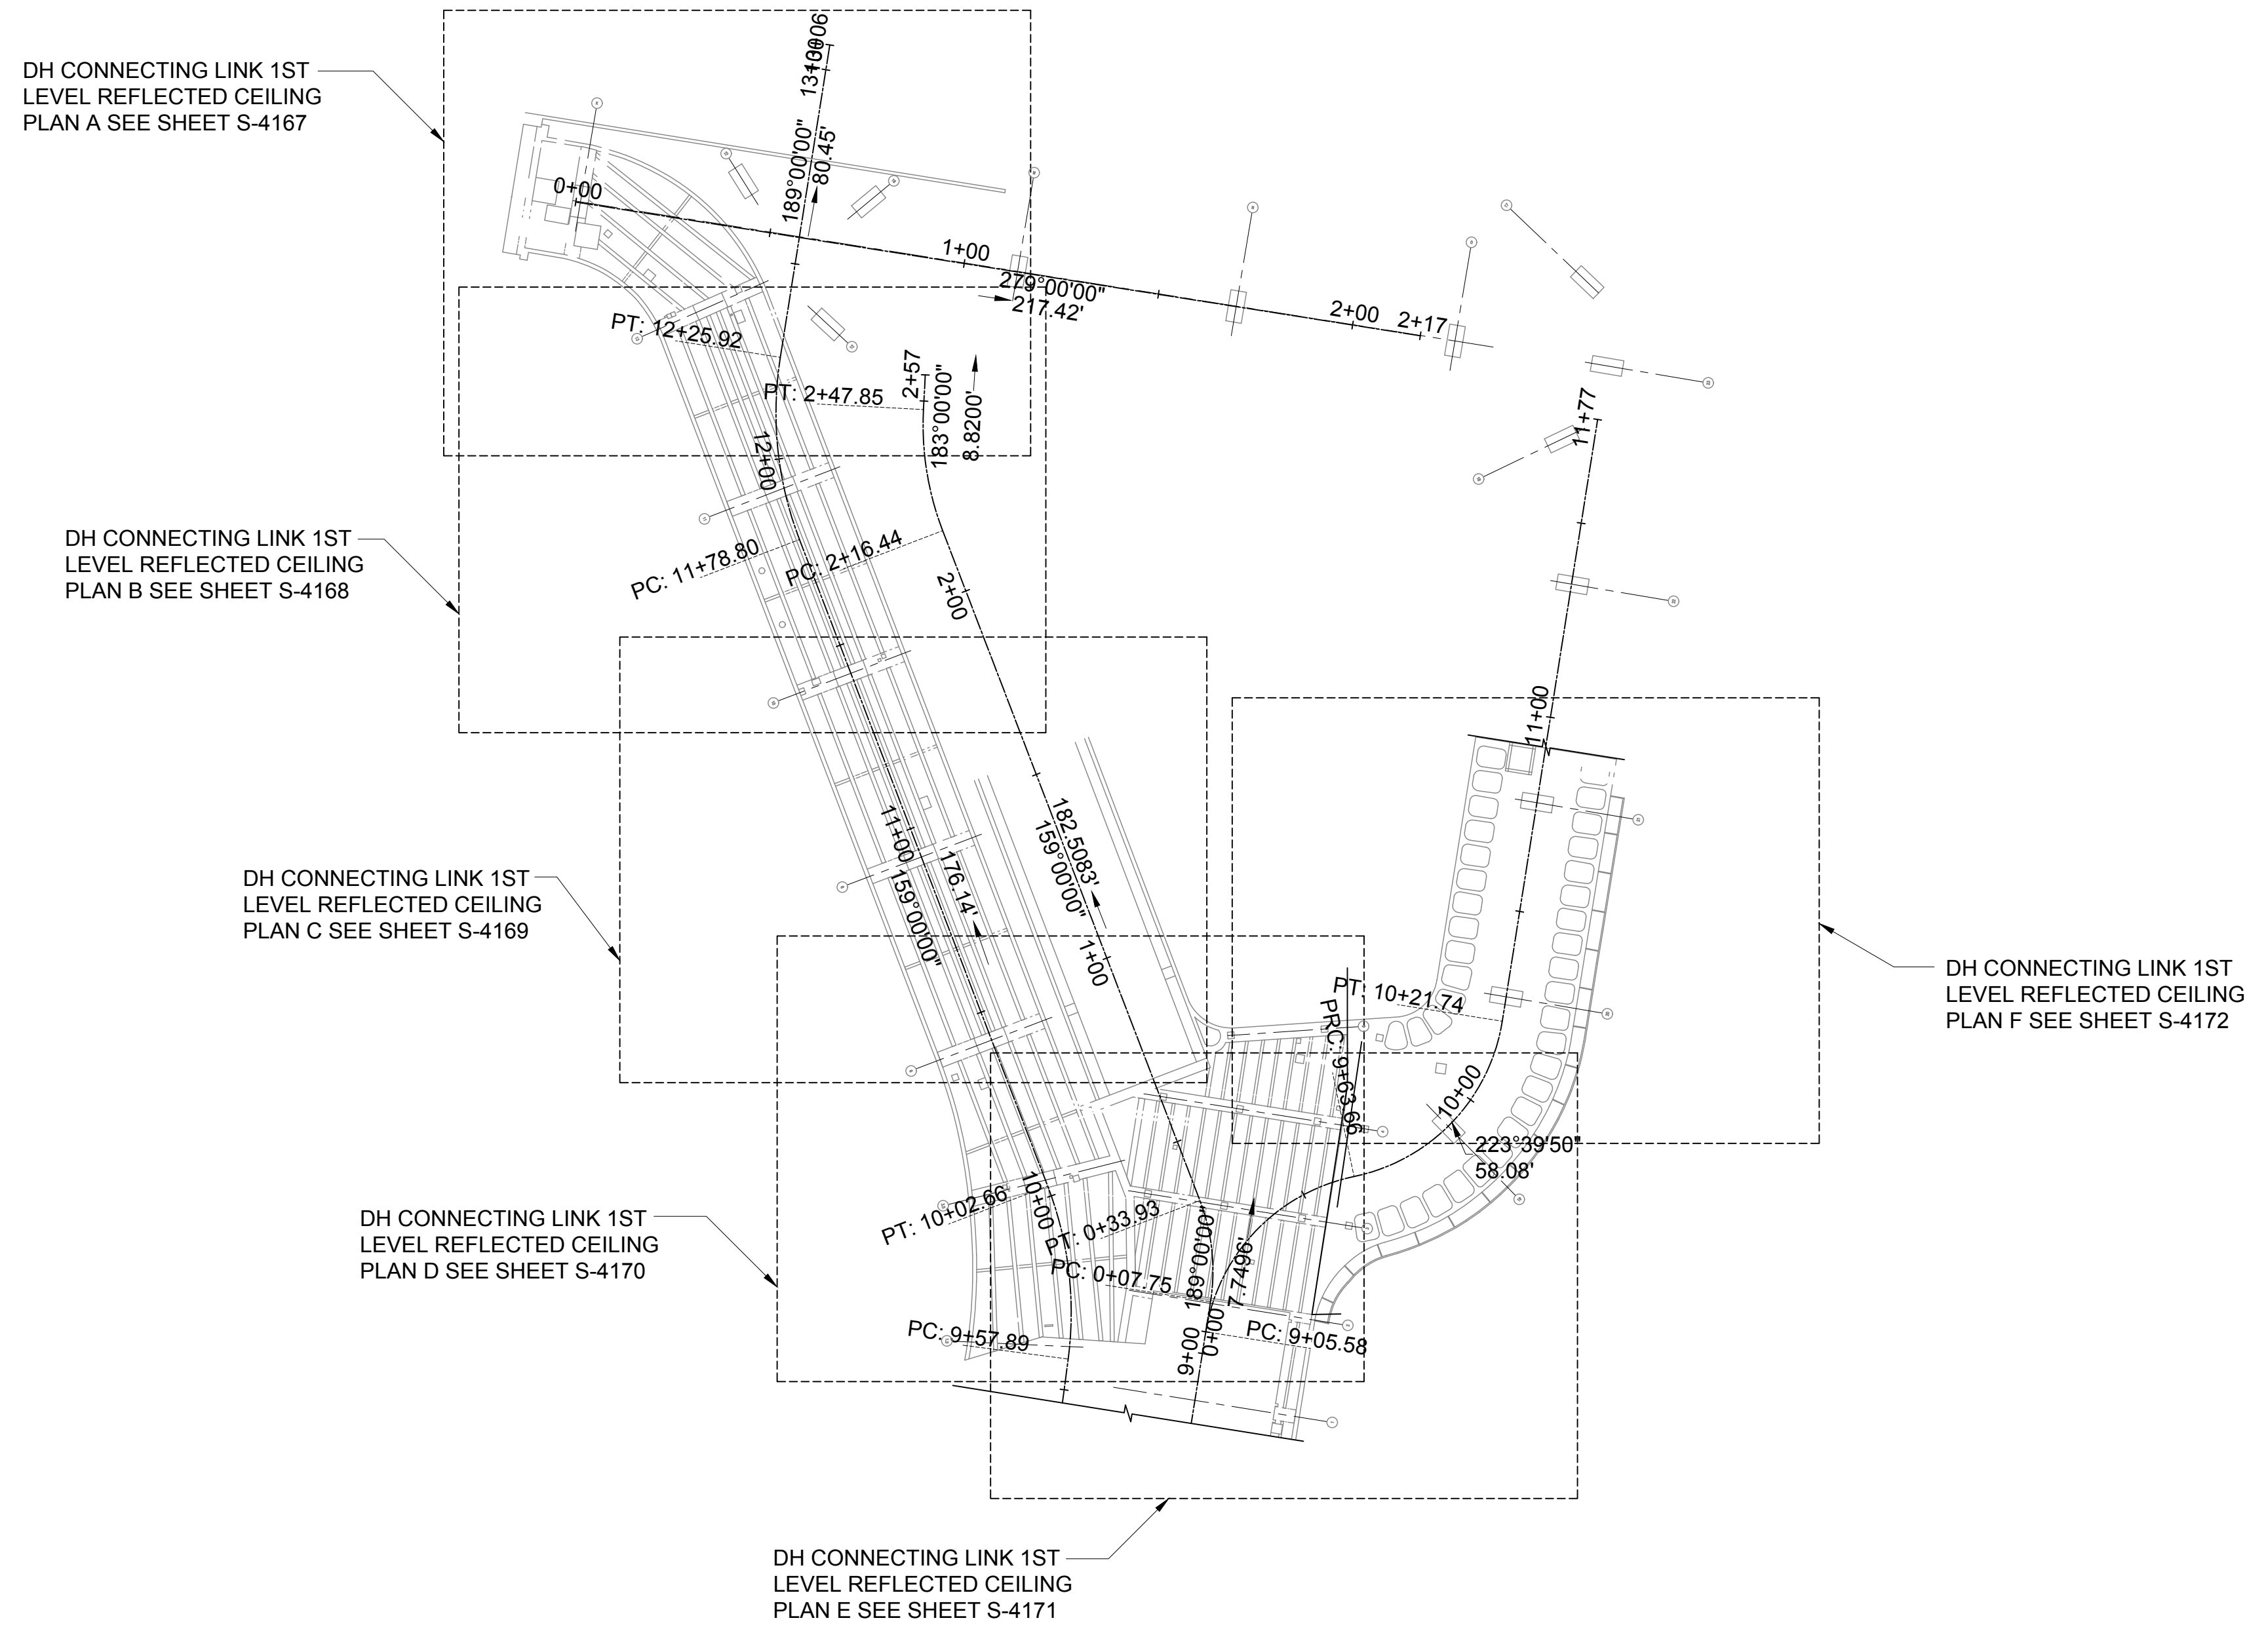 DH CONNECTING LINK 1ST
LEVEL REFLECTED CEILING
PLAN A SEE SHEET S-4167
13+00
189°00'00"
80.45'
0+00
1+00
279°00'00"
217.42'
2+00
2+17
PT: 12+25.92
PT: 2+47.85
2+57
183°00'00"
8.8200'
11+77
12+00
DH CONNECTING LINK 1ST
LEVEL REFLECTED CEILING
PLAN B SEE SHEET S-4168
PC: 11+78.80
PC: 2+16.44
2+00
11+00
DH CONNECTING LINK 1ST
LEVEL REFLECTED CEILING
PLAN C SEE SHEET S-4169
11+00
159°00'00"
176.14'
182.5083'
159°00'00"
1+00
PT: 10+21.74
PRC: 9+63.66
DH CONNECTING LINK 1ST
LEVEL REFLECTED CEILING
PLAN F SEE SHEET S-4172
10+00
223°39'50"
58.08'
DH CONNECTING LINK 1ST
LEVEL REFLECTED CEILING
PLAN D SEE SHEET S-4170
PT: 10+02.66
10+00
PT: 0+33.93
PC: 0+07.75
189°00'00"
7.7496'
PC: 9+57.89
9+00
0+00
PC: 9+05.58
DH CONNECTING LINK 1ST
LEVEL REFLECTED CEILING
PLAN E SEE SHEET S-4171